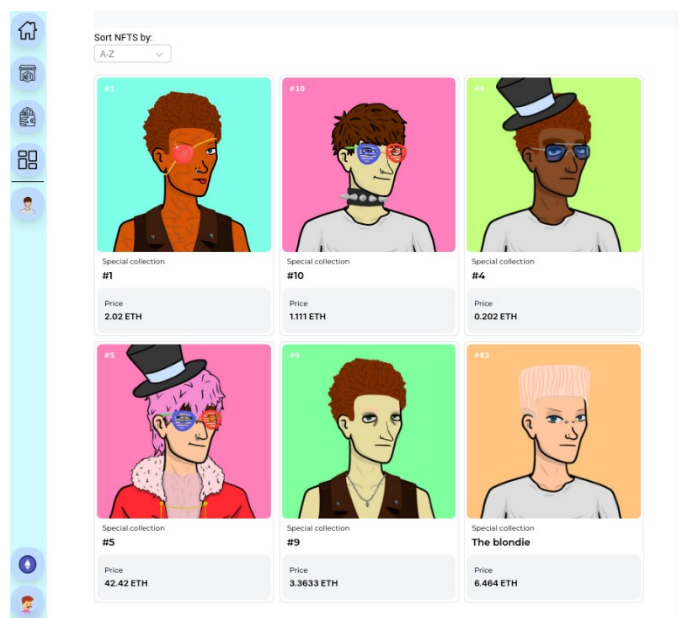 Sort NFTS by:
A-Z
#1
Special collection
#1
Price
2.02 ETH
#10
Special collection
#10
Price
1.111 ETH
#4
Special collection
#4
Price
0.202 ETH
#5
Special collection
#5
Price
42.42 ETH
#9
Special collection
#9
Price
3.3633 ETH
#83
Special collection
The blondie
Price
6.464 ETH